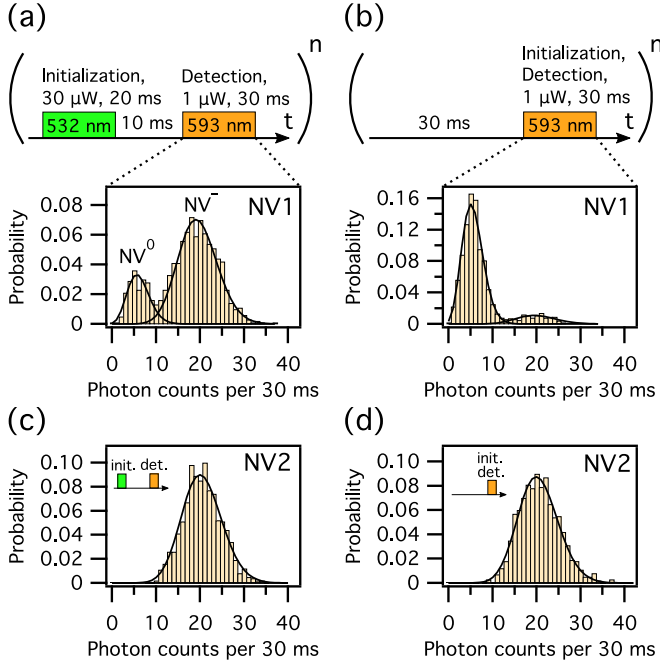 (a)
n
Initialization,
30 µW, 20 ms
Detection,
1 µW, 30 ms
532 nm
10 ms
593 nm
t
NV1
NV⁰
NV⁻
Probability
0.08
0.06
0.04
0.02
0
0 10 20 30 40
Photon counts per 30 ms
(b)
n
Initialization,
Detection,
1 µW, 30 ms
30 ms
593 nm
t
NV1
Probability
0.16
0.12
0.08
0.04
0
0 10 20 30 40
Photon counts per 30 ms
(c)
NV2
init. det.
Probability
0.10
0.08
0.06
0.04
0.02
0
0 10 20 30 40
Photon counts per 30 ms
(d)
NV2
init.
det.
Probability
0.10
0.08
0.06
0.04
0.02
0
0 10 20 30 40
Photon counts per 30 ms